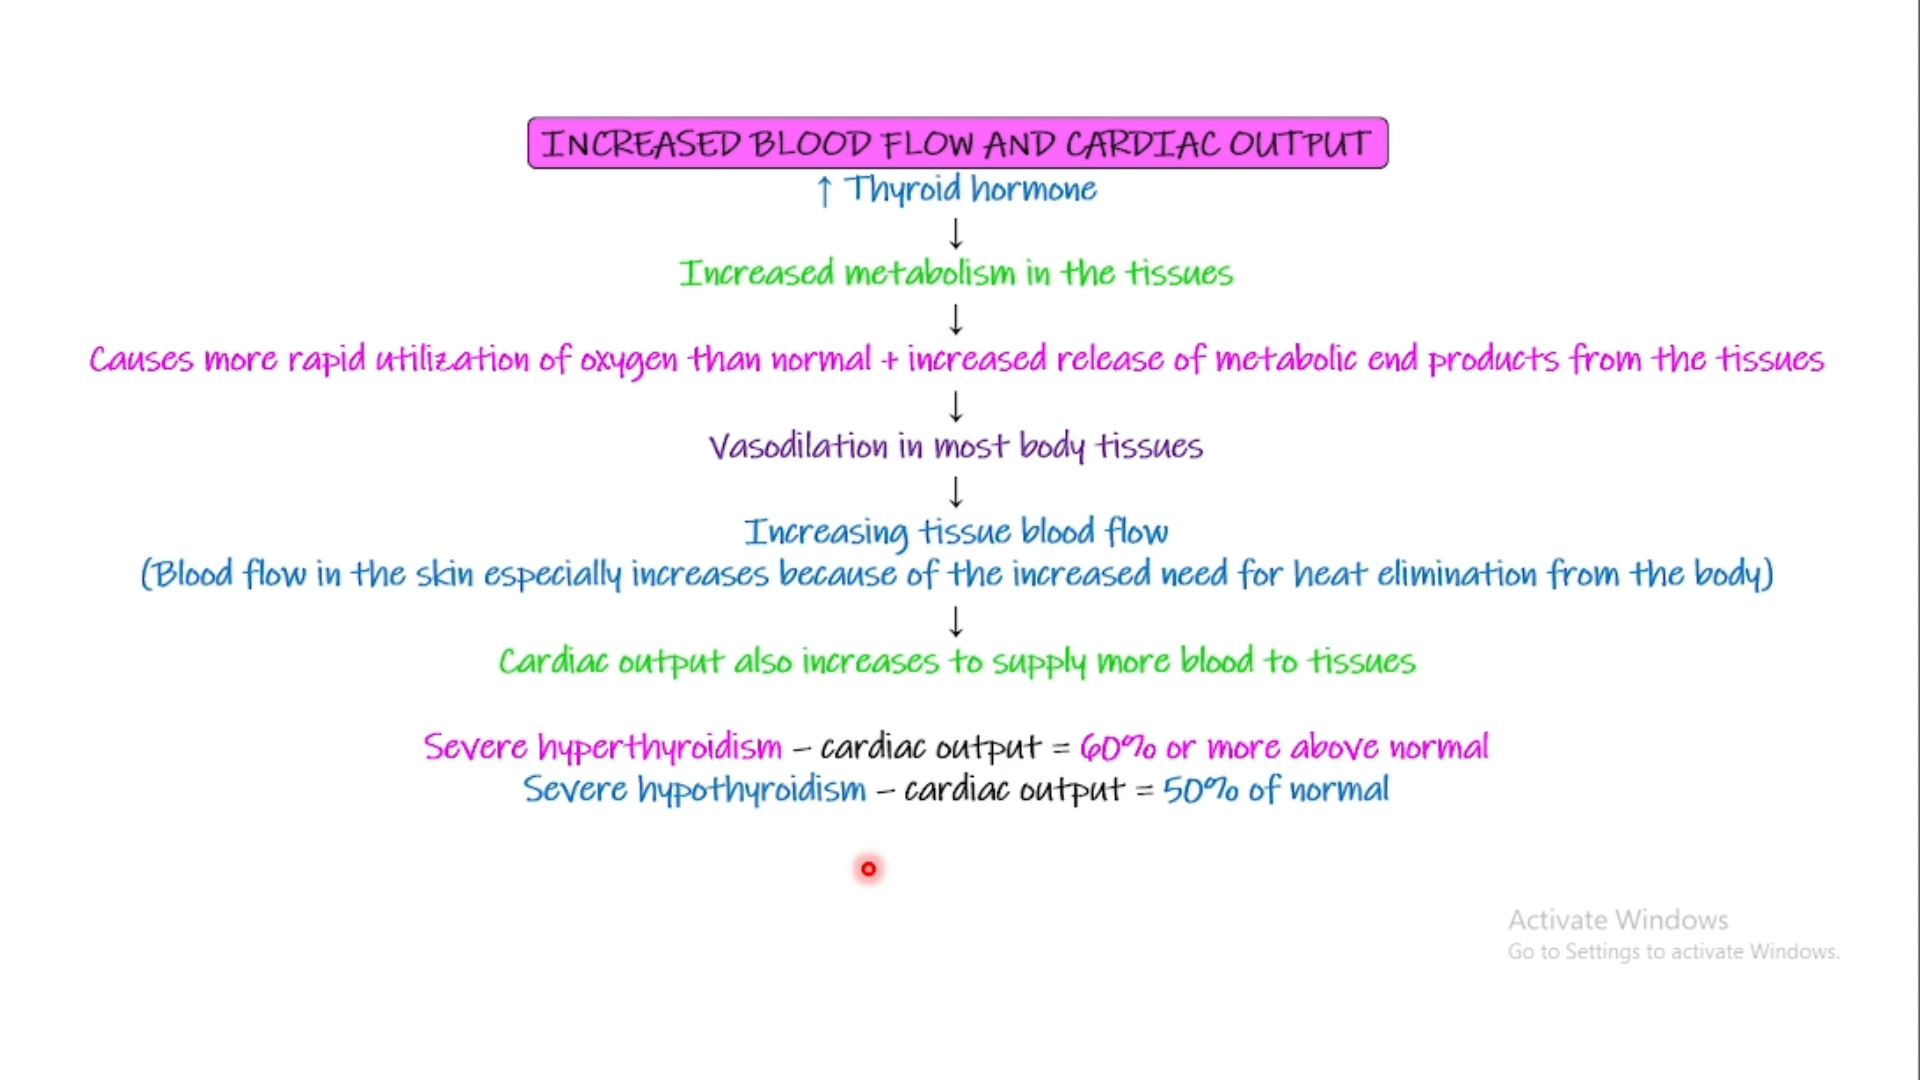 INCREASED BLOOD FLOW AND CARDIAC OUTPUT
↑ Thyroid hormone
↓
Increased metabolism in the tissues
↓
Causes more rapid utilization of oxygen than normal + increased release of metabolic end products from the tissues
↓
Vasodilation in most body tissues
↓
Increasing tissue blood flow
(Blood flow in the skin especially increases because of the increased need for heat elimination from the body)
↓
Cardiac output also increases to supply more blood to tissues
Severe hyperthyroidism – cardiac output = 60% or more above normal
Severe hypothyroidism – cardiac output = 50% of normal
Activate Windows
Go to Settings to activate Windows.